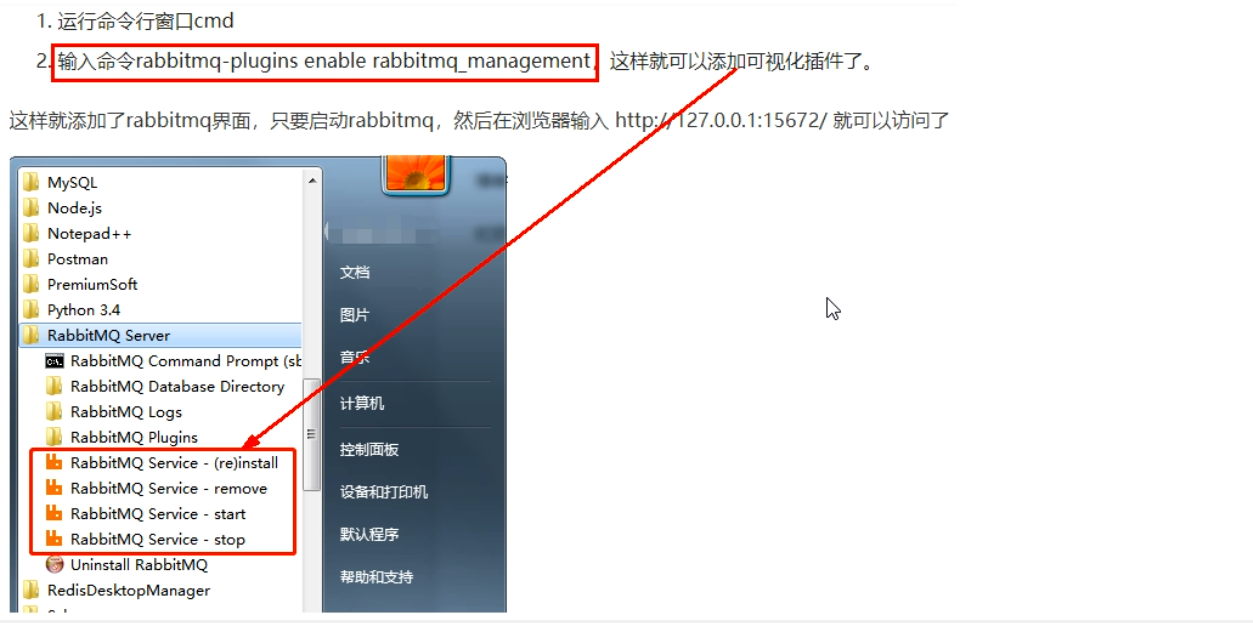 1. 运行命令行窗口cmd
2. 输入命令rabbitmq-plugins enable rabbitmq_management，这样就可以添加可视化插件了。
这样就添加了rabbitmq界面，只要启动rabbitmq，然后在浏览器输入 http://127.0.0.1:15672/ 就可以访问了
MySQL
Node.js
Notepad++
Postman
PremiumSoft
Python 3.4
RabbitMQ Server
RabbitMQ Command Prompt (sb
RabbitMQ Database Directory
RabbitMQ Logs
RabbitMQ Plugins
RabbitMQ Service - (re)install
RabbitMQ Service - remove
RabbitMQ Service - start
RabbitMQ Service - stop
Uninstall RabbitMQ
RedisDesktopManager
文档
图片
音乐
计算机
控制面板
设备和打印机
默认程序
帮助和支持